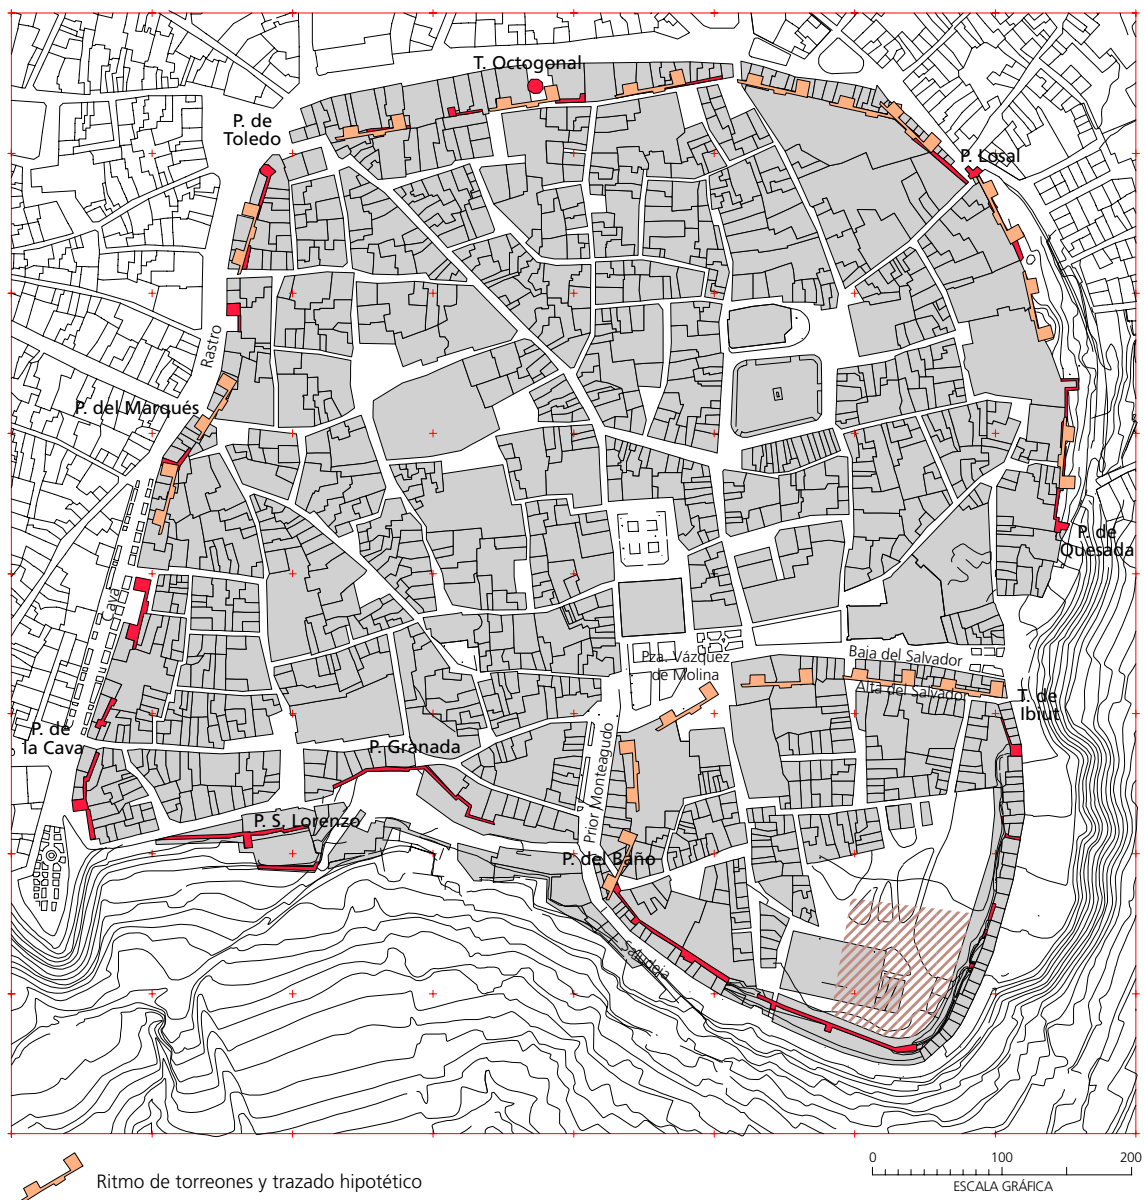 T. Octogonal
P. de
Toledo
P. Losal
Rastro
P. del Marqués
P. de
Quesada
Cava
Baja del Salvador
Pza. Vázquez
de Molina
Alta del Salvador
T. de
Ibiut
P. de
la Cava
P. Granada
Prior Monteagudo
P. S, Lorenzo
P. del Baño
Saludeja
Ritmo de torreones y trazado hipotético
0 100 200
ESCALA GRÁFICA